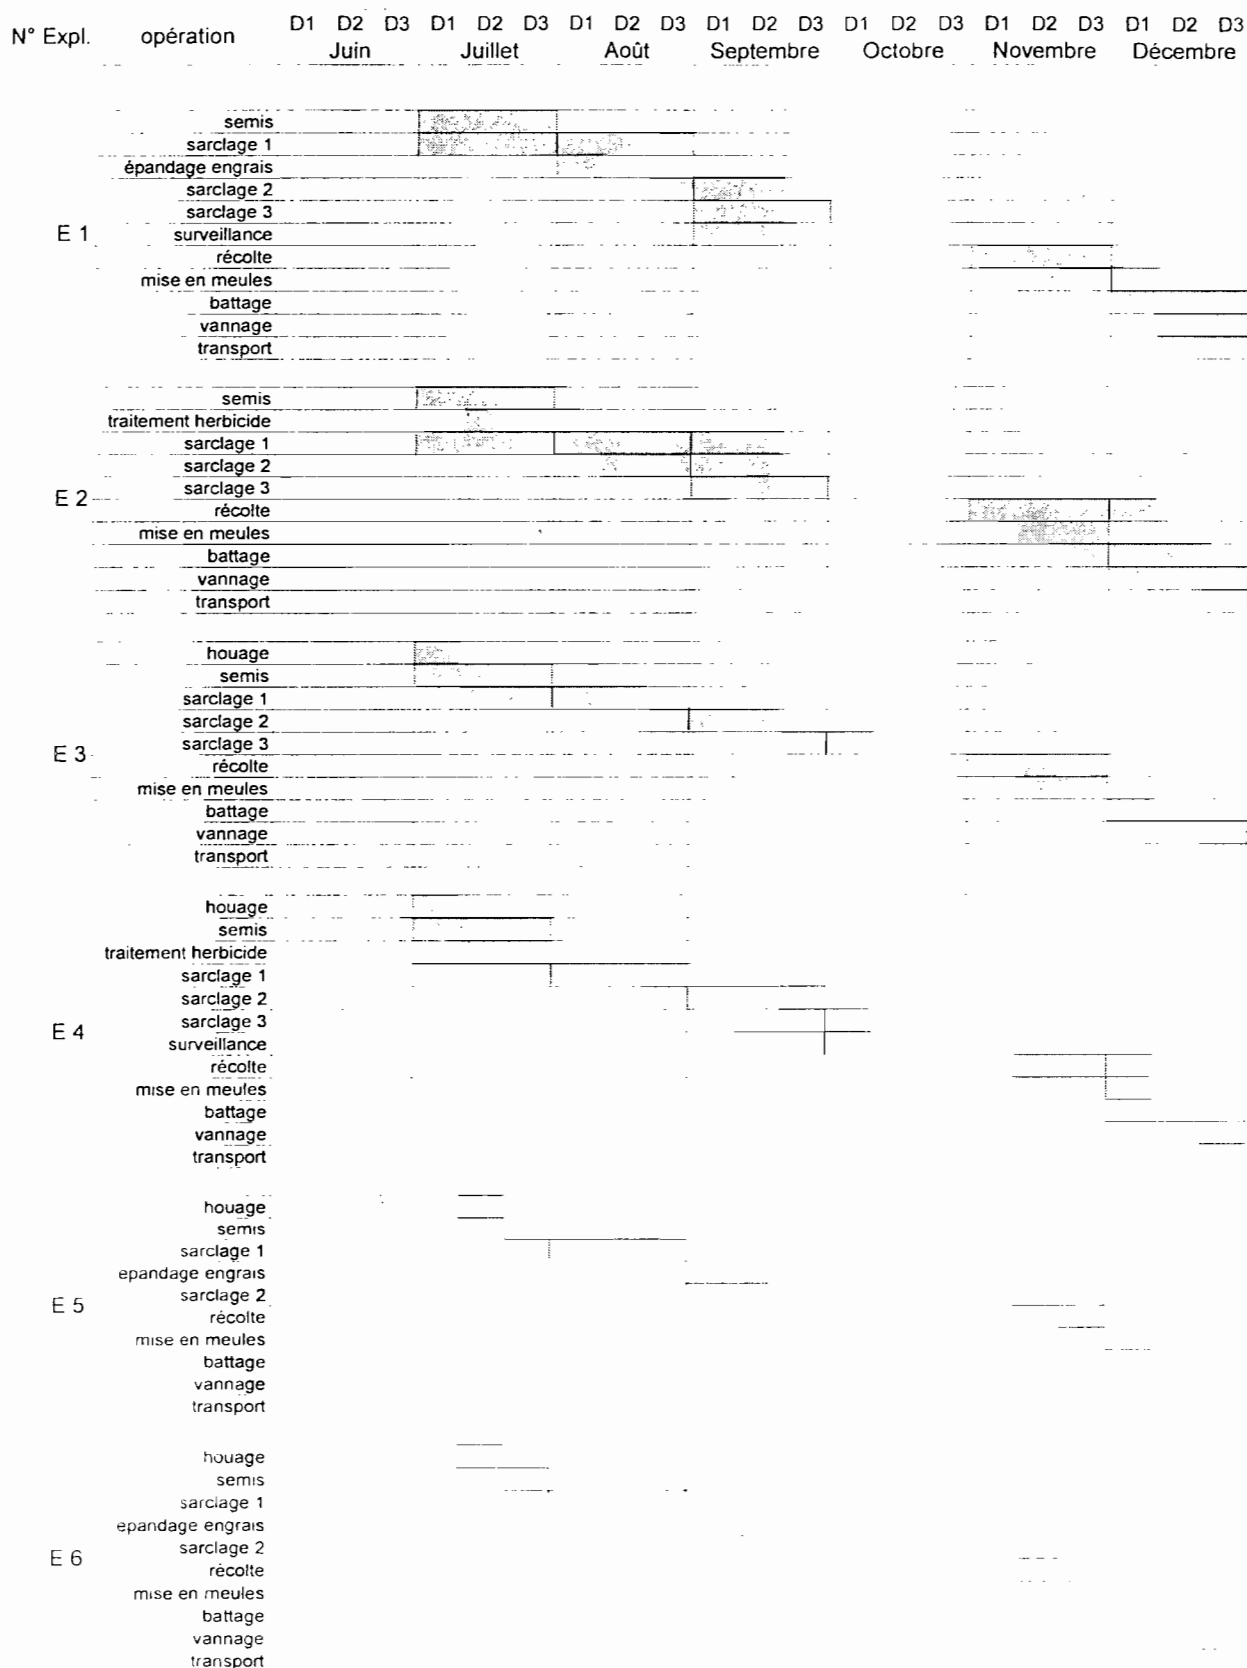 D1 D2 D3 D1 D2 D3 D1 D2 D3 D1 D2 D3 D1 D2 D3 D1 D2 D3 D1 D2 D3
N° Expl. opération Juin Juillet Août Septembre Octobre Novembre Décembre
semis
sarclage 1
épandage engrais
sarclage 2
sarclage 3
E 1
surveillance
récolte
mise en meules
battage
vannage
transport
semis
traitement herbicide
sarclage 1
sarclage 2
sarclage 3
E 2
récolte
mise en meules
battage
vannage
transport
houage
semis
sarclage 1
sarclage 2
sarclage 3
E 3
récolte
mise en meules
battage
vannage
transport
houage
semis
traitement herbicide
sarclage 1
sarclage 2
sarclage 3
E 4
surveillance
récolte
mise en meules
battage
vannage
transport
houage
semis
sarclage 1
epandage engrais
sarclage 2
E 5
récolte
mise en meules
battage
vannage
transport
houage
semis
sarclage 1
epandage engrais
sarclage 2
E 6
récolte
mise en meules
battage
vannage
transport